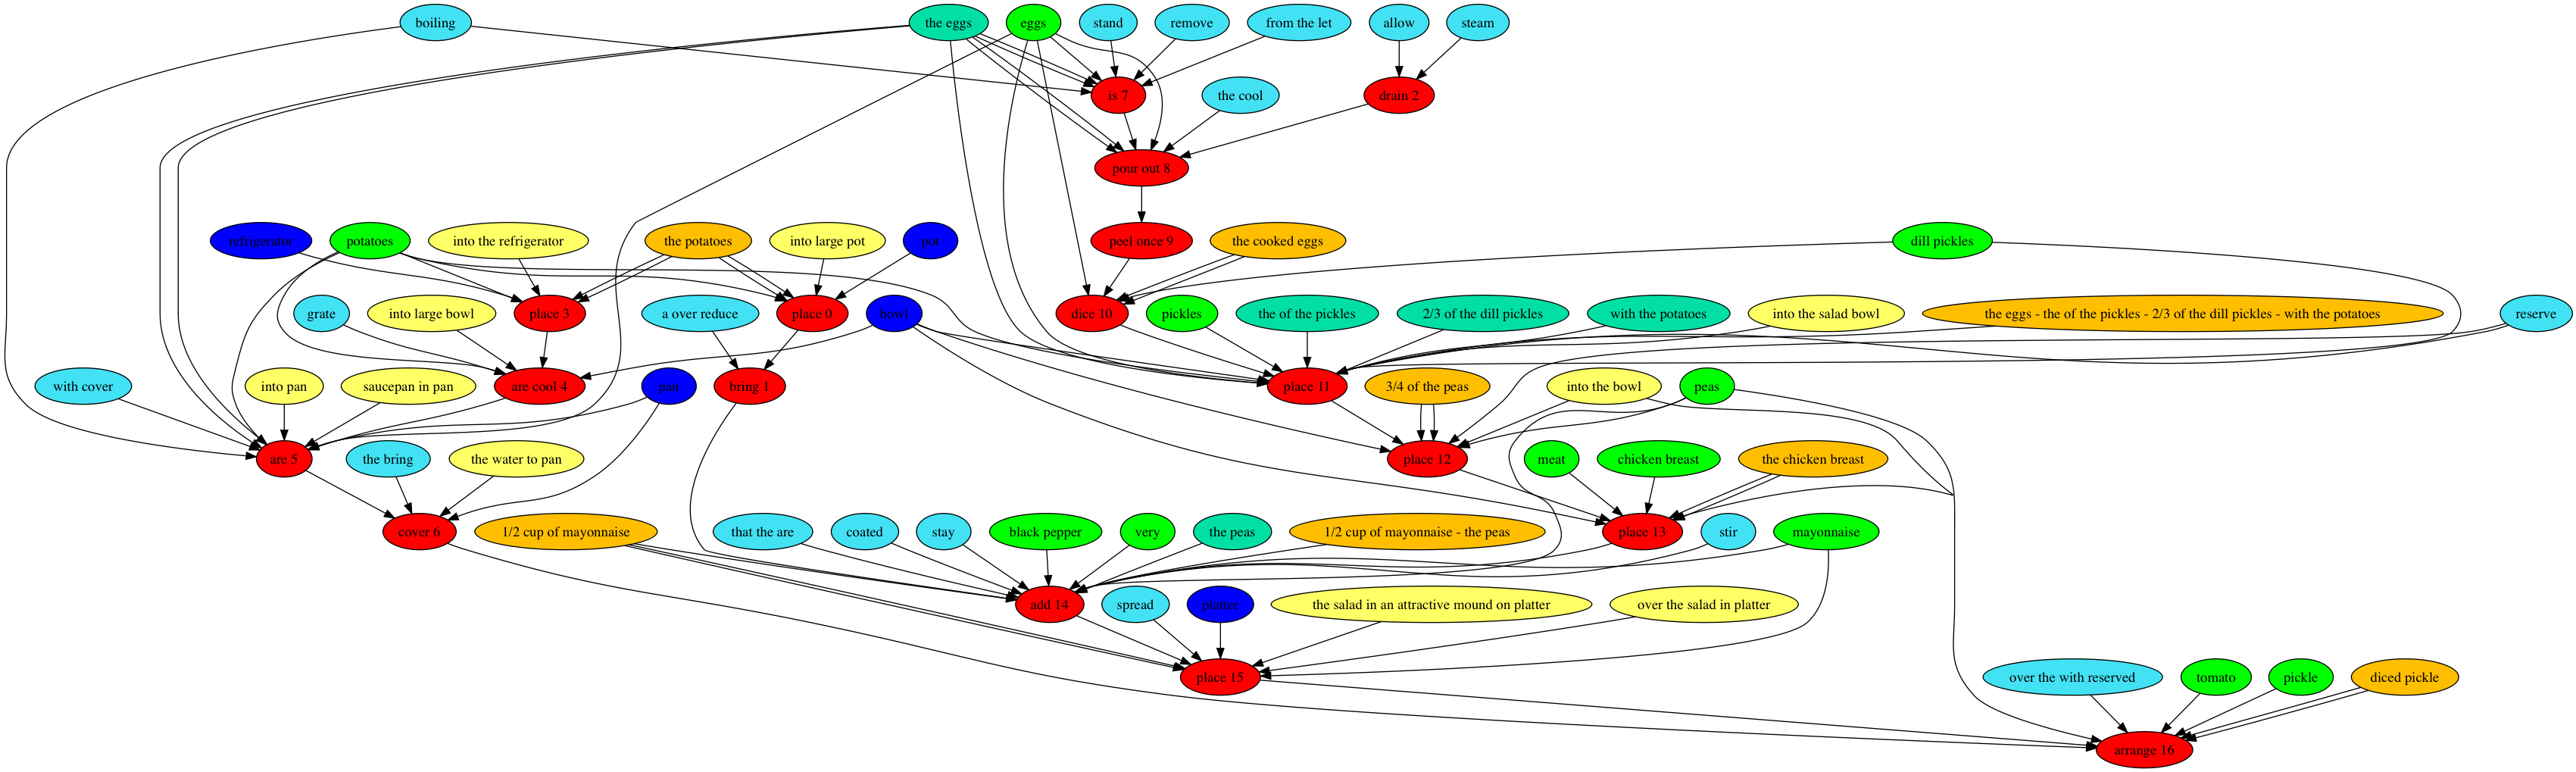 boiling
the eggs
eggs
stand
remove
from the let
allow
steam
is 7
the cool
drain 2
pour out 8
refrigerator
potatoes
into the refrigerator
the potatoes
into large pot
pot
peel once 9
the cooked eggs
dill pickles
grate
into large bowl
place 3
a over reduce
place 0
bowl
dice 10
pickles
the of the pickles
2/3 of the dill pickles
with the potatoes
into the salad bowl
the eggs - the of the pickles - 2/3 of the dill pickles - with the potatoes
reserve
with cover
into pan
saucepan in pan
are cool 4
pan
bring 1
place 11
3/4 of the peas
into the bowl
peas
are 5
the bring
the water to pan
place 12
meat
chicken breast
the chicken breast
cover 6
1/2 cup of mayonnaise
that the are
coated
stay
black pepper
very
the peas
1/2 cup of mayonnaise - the peas
place 13
stir
mayonnaise
add 14
spread
platter
the salad in an attractive mound on platter
over the salad in platter
place 15
over the with reserved
tomato
pickle
diced pickle
arrange 16